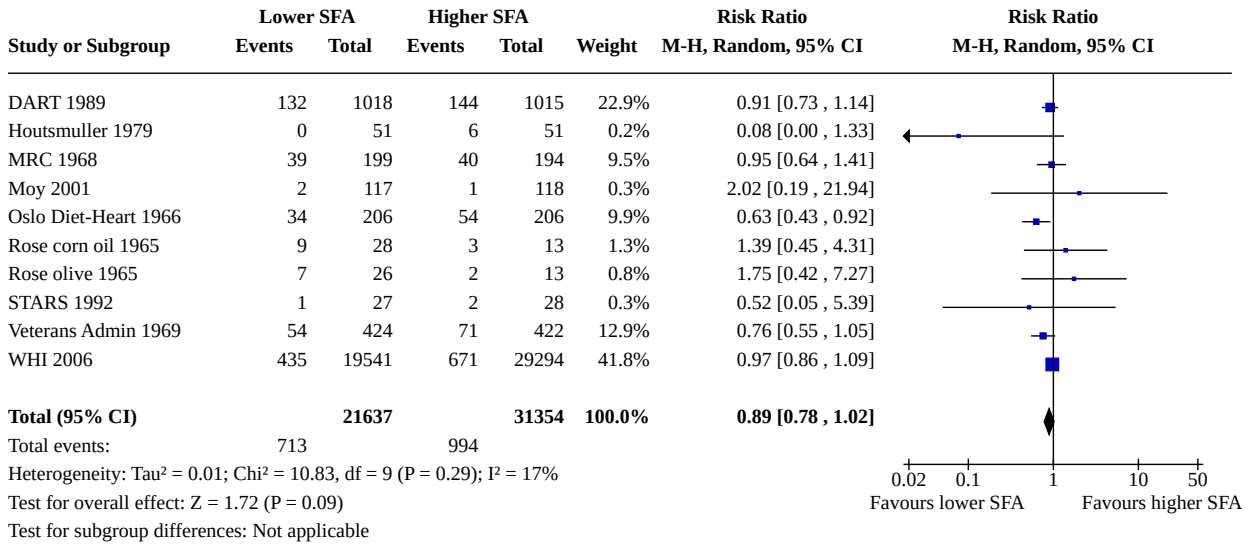 Lower SFA Higher SFA Risk Ratio Risk Ratio
Study or Subgroup Events Total Events Total Weight M-H, Random, 95% CI M-H, Random, 95% CI
DART 1989 132 1018 144 1015 22.9% 0.91 [0.73 , 1.14]
Houtsmuller 1979 0 51 6 51 0.2% 0.08 [0.00 , 1.33]
MRC 1968 39 199 40 194 9.5% 0.95 [0.64 , 1.41]
Moy 2001 2 117 1 118 0.3% 2.02 [0.19 , 21.94]
Oslo Diet-Heart 1966 34 206 54 206 9.9% 0.63 [0.43 , 0.92]
Rose corn oil 1965 9 28 3 13 1.3% 1.39 [0.45 , 4.31]
Rose olive 1965 7 26 2 13 0.8% 1.75 [0.42 , 7.27]
STARS 1992 1 27 2 28 0.3% 0.52 [0.05 , 5.39]
Veterans Admin 1969 54 424 71 422 12.9% 0.76 [0.55 , 1.05]
WHI 2006 435 19541 671 29294 41.8% 0.97 [0.86 , 1.09]
Total (95% CI) 21637 31354 100.0% 0.89 [0.78 , 1.02]
Total events: 713 994
Heterogeneity: Tau² = 0.01; Chi² = 10.83, df = 9 (P = 0.29); I² = 17%
0.02 0.1 1 10 50
Test for overall effect: Z = 1.72 (P = 0.09)
Favours lower SFA Favours higher SFA
Test for subgroup differences: Not applicable